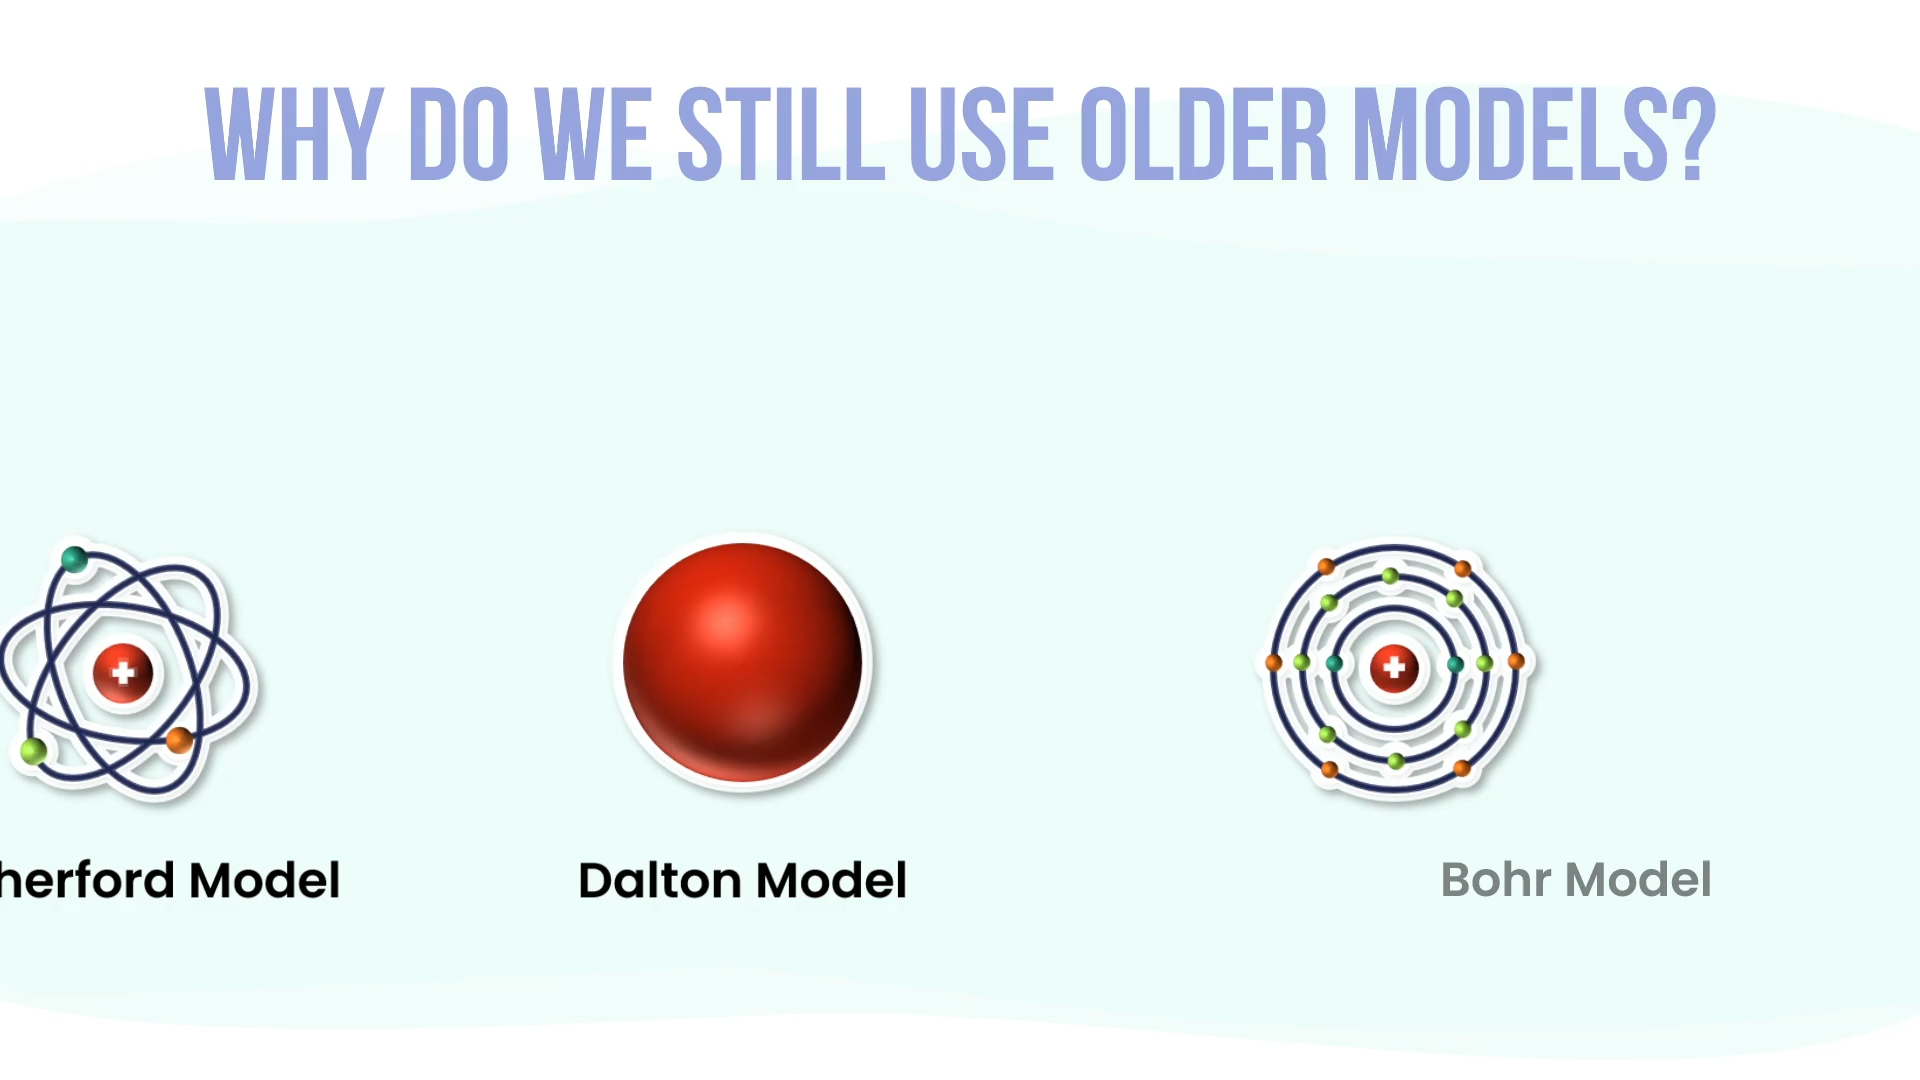 WHY DO WE STILL USE OLDER MODELS?
herford Model
Dalton Model
Bohr Model